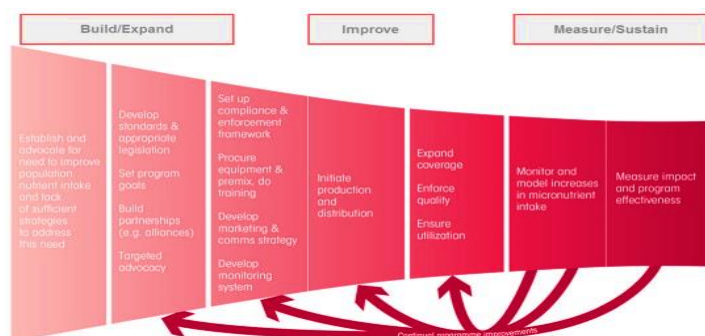 Build/Expand
Improve
Measure/Sustain
Establish and
advocate for
need to improve
population
nutrient intake
and lack
of sufficient
strategies
to address
this need
Develop
standards &
appropriate
legislation
Set program
goals
Build
partnerships
(e.g. alliances)
Targeted
advocacy
Set up
compliance &
enforcement
framework
Procure
equipment &
premix, do
training
Develop
marketing &
comms strategy
Develop
monitoring
system
Initiate
production
and
distribution
Expand
coverage
Enforce
quality
Ensure
utilization
Monitor and
model increases
in micronutrient
intake
Measure impact
and program
effectiveness
Continual programme improvements